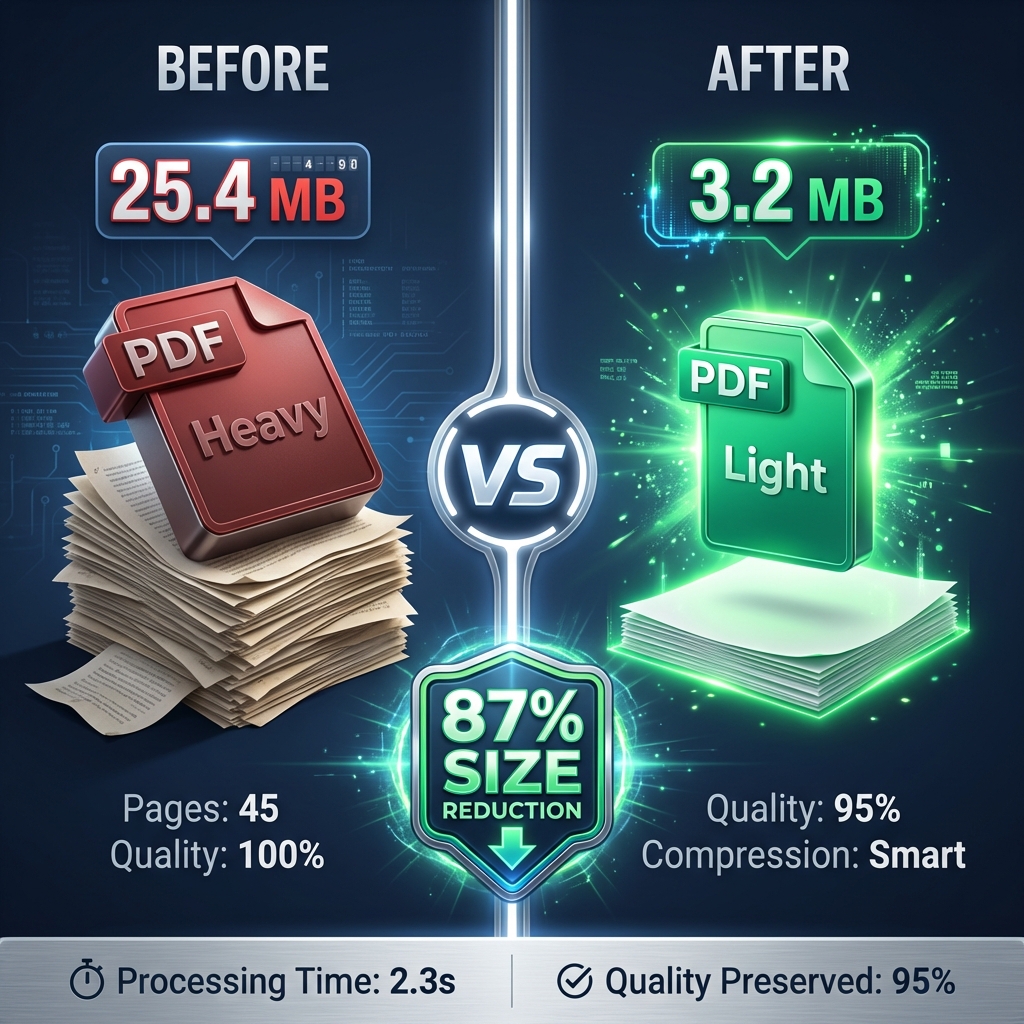 BEFORE
AFTER
25.4 MB
3.2 MB
PDF
Heavy
PDF
Light
VS
87%
SIZE
REDUCTION
Pages: 45
Quality: 100%
Quality: 95%
Compression: Smart
Processing Time: 2.3s
Quality Preserved: 95%